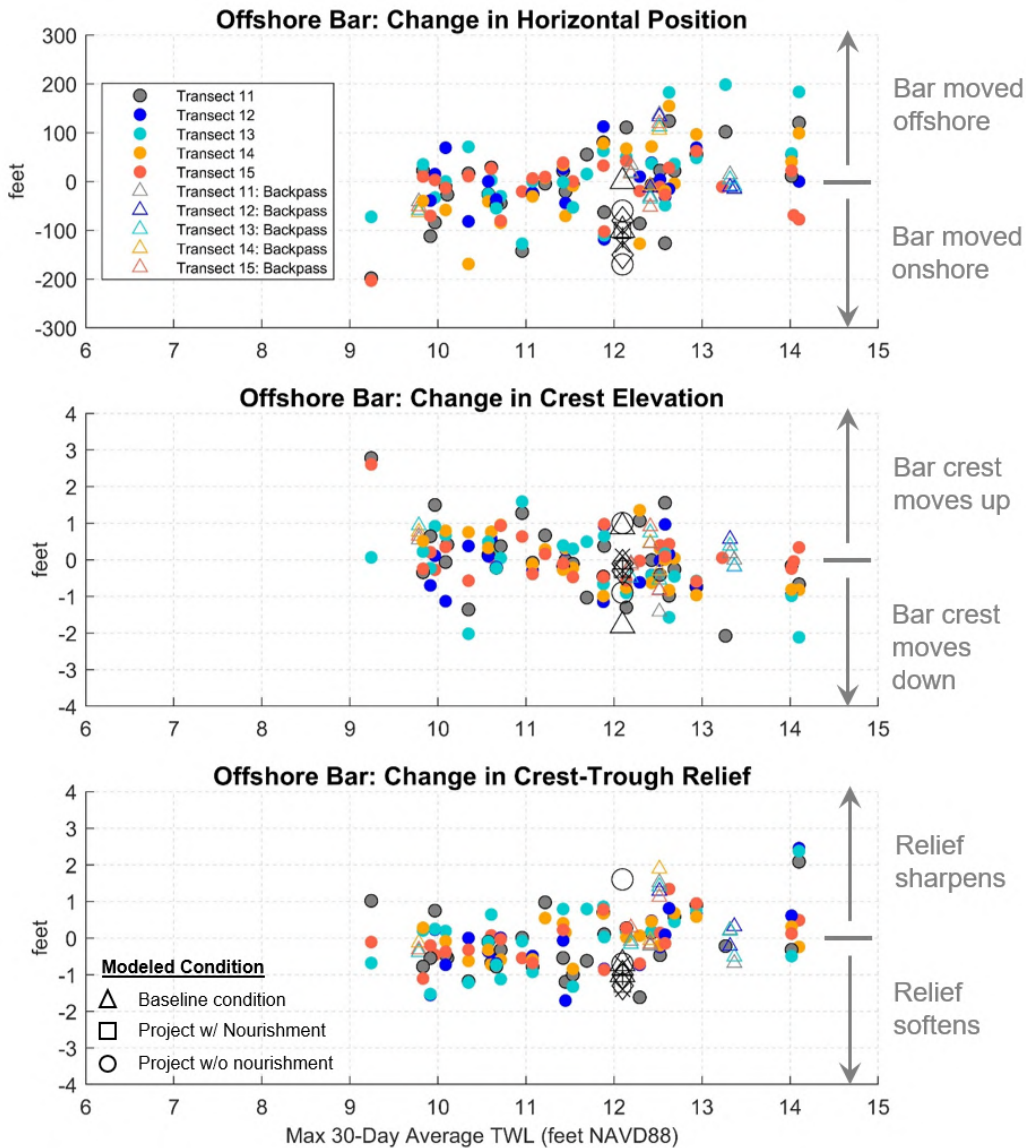 Offshore Bar: Change in Horizontal Position
300
200
100
0
-100
-200
-300
feet
Transect 11
Transect 12
Transect 13
Transect 14
Transect 15
Transect 11: Backpass
Transect 12: Backpass
Transect 13: Backpass
Transect 14: Backpass
Transect 15: Backpass
6 7 8 9 10 11 12 13 14 15
Bar moved
offshore
Bar moved
onshore
Offshore Bar: Change in Crest Elevation
4
3
2
1
0
-1
-2
-3
-4
feet
6 7 8 9 10 11 12 13 14 15
Bar crest
moves up
Bar crest
moves
down
Offshore Bar: Change in Crest-Trough Relief
4
3
2
1
0
-1
-2
-3
-4
feet
Modeled Condition
Baseline condition
Project w/ Nourishment
Project w/o nourishment
6 7 8 9 10 11 12 13 14 15
Max 30-Day Average TWL (feet NAVD88)
Relief
sharpens
Relief
softens